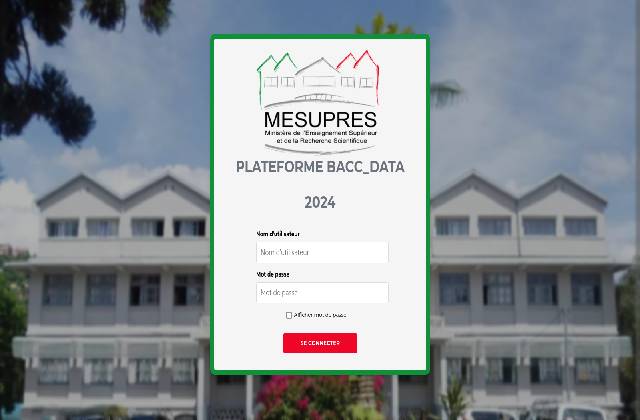 MESUPRES
Ministère de l'Enseignement Supérieur
et de la Recherche Scientifique
PLATEFORME BACC_DATA
2024
Nom d'utilisateur
Nom d'utilisateur
Mot de passe
Mot de passe
Afficher mot de passe
SE CONNECTER